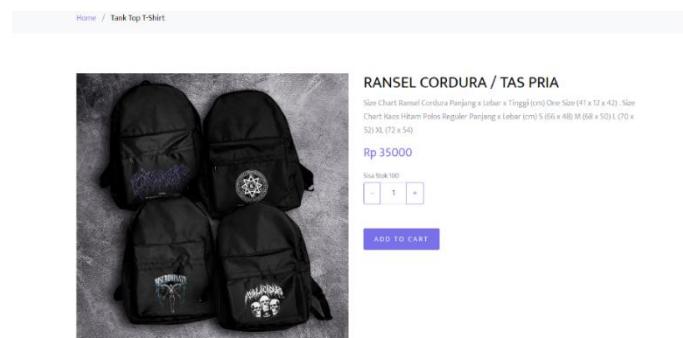 Home / Tank Top T-Shirt
RANSEL CORDURA / TAS PRIA
Size Chart Ransel Cordura Panjang x Lebar x Tinggi (cm) One Size (41 x 12 x 42) . Size
Chart Kaos Hitam Polos Reguler Panjang x Lebar (cm) S (66 x 48) M (68 x 50) L (70 x
52) XL (72 x 54)
Rp 35000
Sisa Stok 100
- 1 +
ADD TO CART